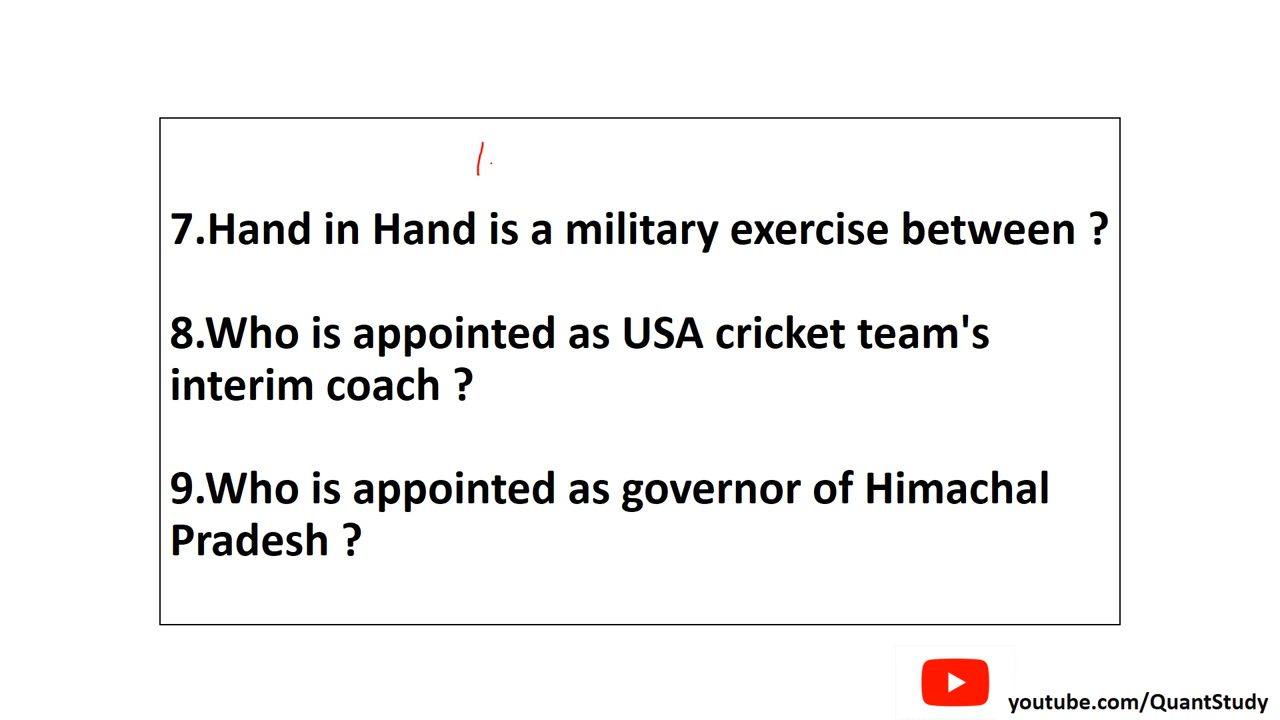 7.Hand in Hand is a military exercise between ?
8.Who is appointed as USA cricket team's
interim coach ?
9.Who is appointed as governor of Himachal
Pradesh ?
youtube.com/QuantStudy